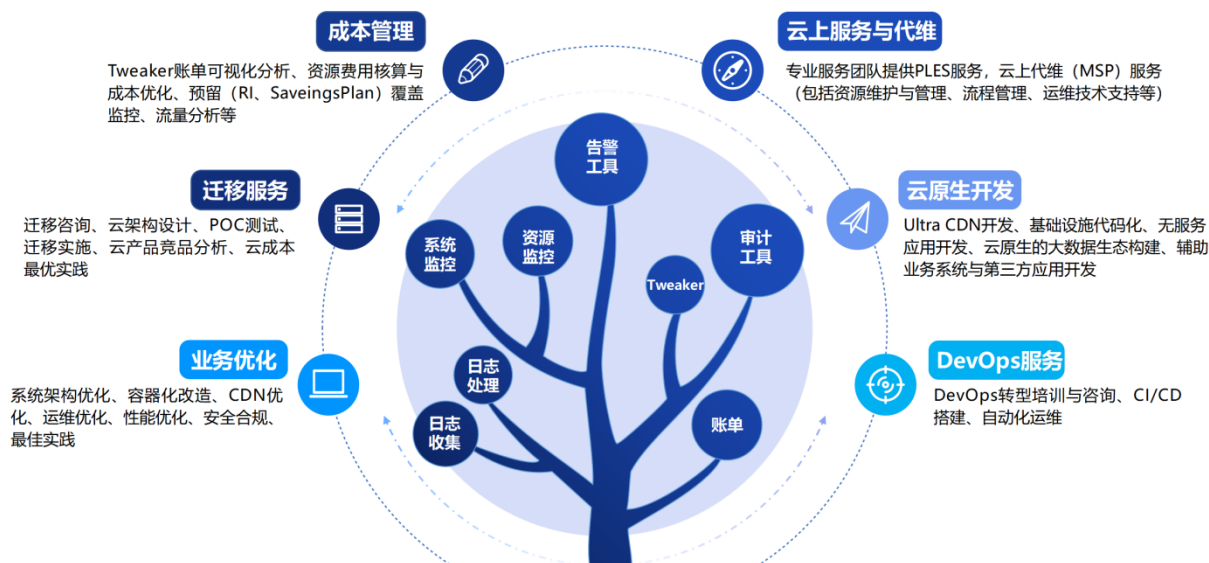 成本管理
Tweaker账单可视化分析、资源费用核算与
成本优化、预留（RI、SaveingsPlan）覆盖
监控、流量分析等
云上服务与代维
专业服务团队提供PLES服务，云上代维（MSP）服务
（包括资源维护与管理、流程管理、运维技术支持等）
迁移服务
迁移咨询、云架构设计、POC测试、
迁移实施、云产品竞品分析、云成本
最优实践
云原生开发
Ultra CDN开发、基础设施代码化、无服务
应用开发、云原生的大数据生态构建、辅助
业务系统与第三方应用开发
业务优化
系统架构优化、容器化改造、CDN优
化、运维优化、性能优化、安全合规、
最佳实践
DevOps服务
DevOps转型培训与咨询、CI/CD
搭建、自动化运维
告警
工具
系统
监控
资源
监控
审计
工具
Tweaker
日志
处理
日志
收集
账单